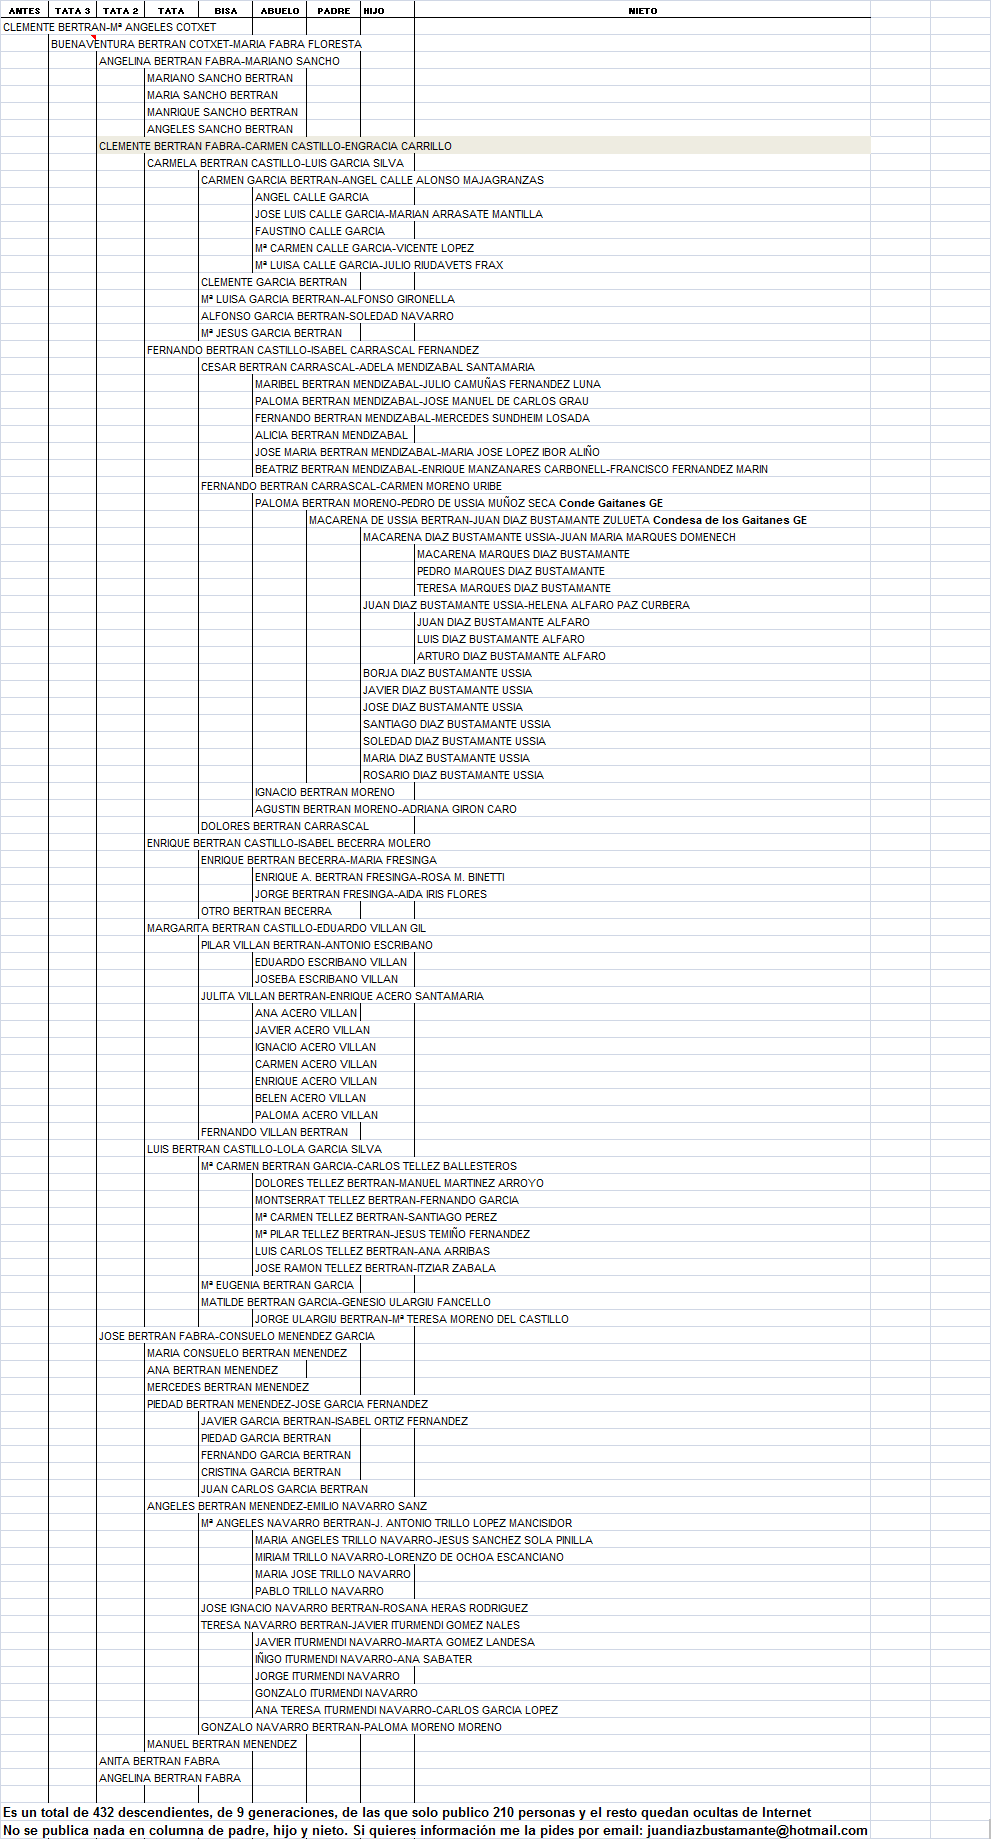 ANTES TATA 3 TATA 2 TATA BISA ABUELO PADRE HIJO NIETO
CLEMENTE BERTRAN-Mª ANGELES COTXET
BUENAVENTURA BERTRAN COTXET-MARIA FABRA FLORESTA
ANGELINA BERTRAN FABRA-MARIANO SANCHO
MARIANO SANCHO BERTRAN
MARIA SANCHO BERTRAN
MANRIQUE SANCHO BERTRAN
ANGELES SANCHO BERTRAN
CLEMENTE BERTRAN FABRA-CARMEN CASTILLO-ENGRACIA CARRILLO
CARMELA BERTRAN CASTILLO-LUIS GARCIA SILVA
CARMEN GARCIA BERTRAN-ANGEL CALLE ALONSO MAJAGRANZAS
ANGEL CALLE GARCIA
JOSE LUIS CALLE GARCIA-MARIAN ARRASATE MANTILLA
FAUSTINO CALLE GARCIA
Mª CARMEN CALLE GARCIA-VICENTE LOPEZ
Mª LUISA CALLE GARCIA-JULIO RIUDAVETS FRAX
CLEMENTE GARCIA BERTRAN
Mª LUISA GARCIA BERTRAN-ALFONSO GIRONELLA
ALFONSO GARCIA BERTRAN-SOLEDAD NAVARRO
Mª JESUS GARCIA BERTRAN
FERNANDO BERTRAN CASTILLO-ISABEL CARRASCAL FERNANDEZ
CESAR BERTRAN CARRASCAL-ADELA MENDIZABAL SANTAMARIA
MARIBEL BERTRAN MENDIZABAL-JULIO CAMUÑAS FERNANDEZ LUNA
PALOMA BERTRAN MENDIZABAL-JOSE MANUEL DE CARLOS GRAU
FERNANDO BERTRAN MENDIZABAL-MERCEDES SUNDHEIM LOSADA
ALICIA BERTRAN MENDIZABAL
JOSE MARIA BERTRAN MENDIZABAL-MARIA JOSE LOPEZ IBOR ALIÑO
BEATRIZ BERTRAN MENDIZABAL-ENRIQUE MANZANARES CARBONELL-FRANCISCO FERNANDEZ MARIN
FERNANDO BERTRAN CARRASCAL-CARMEN MORENO URIBE
PALOMA BERTRAN MORENO-PEDRO DE USSIA MUÑOZ SECA Conde Gaitanes GE
MACARENA DE USSIA BERTRAN-JUAN DIAZ BUSTAMANTE ZULUETA Condesa de los Gaitanes GE
MACARENA DIAZ BUSTAMANTE USSIA-JUAN MARIA MARQUES DOMENECH
MACARENA MARQUES DIAZ BUSTAMANTE
PEDRO MARQUES DIAZ BUSTAMANTE
TERESA MARQUES DIAZ BUSTAMANTE
JUAN DIAZ BUSTAMANTE USSIA-HELENA ALFARO PAZ CURBERA
JUAN DIAZ BUSTAMANTE ALFARO
LUIS DIAZ BUSTAMANTE ALFARO
ARTURO DIAZ BUSTAMANTE ALFARO
BORJA DIAZ BUSTAMANTE USSIA
JAVIER DIAZ BUSTAMANTE USSIA
JOSE DIAZ BUSTAMANTE USSIA
SANTIAGO DIAZ BUSTAMANTE USSIA
SOLEDAD DIAZ BUSTAMANTE USSIA
MARIA DIAZ BUSTAMANTE USSIA
ROSARIO DIAZ BUSTAMANTE USSIA
IGNACIO BERTRAN MORENO
AGUSTIN BERTRAN MORENO-ADRIANA GIRON CARO
DOLORES BERTRAN CARRASCAL
ENRIQUE BERTRAN CASTILLO-ISABEL BECERRA MOLERO
ENRIQUE BERTRAN BECERRA-MARIA FRESINGA
ENRIQUE A. BERTRAN FRESINGA-ROSA M. BINETTI
JORGE BERTRAN FRESINGA-AIDA IRIS FLORES
OTRO BERTRAN BECERRA
MARGARITA BERTRAN CASTILLO-EDUARDO VILLAN GIL
PILAR VILLAN BERTRAN-ANTONIO ESCRIBANO
EDUARDO ESCRIBANO VILLAN
JOSEBA ESCRIBANO VILLAN
JULITA VILLAN BERTRAN-ENRIQUE ACERO SANTAMARIA
ANA ACERO VILLAN
JAVIER ACERO VILLAN
IGNACIO ACERO VILLAN
CARMEN ACERO VILLAN
ENRIQUE ACERO VILLAN
BELEN ACERO VILLAN
PALOMA ACERO VILLAN
FERNANDO VILLAN BERTRAN
LUIS BERTRAN CASTILLO-LOLA GARCIA SILVA
Mª CARMEN BERTRAN GARCIA-CARLOS TELLEZ BALLESTEROS
DOLORES TELLEZ BERTRAN-MANUEL MARTINEZ ARROYO
MONTSERRAT TELLEZ BERTRAN-FERNANDO GARCIA
Mª CARMEN TELLEZ BERTRAN-SANTIAGO PEREZ
Mª PILAR TELLEZ BERTRAN-JESUS TEMIÑO FERNANDEZ
LUIS CARLOS TELLEZ BERTRAN-ANA ARRIBAS
JOSE RAMON TELLEZ BERTRAN-ITZIAR ZABALA
Mª EUGENIA BERTRAN GARCIA
MATILDE BERTRAN GARCIA-GENESIO ULARGIU FANCELLO
JORGE ULARGIU BERTRAN-Mª TERESA MORENO DEL CASTILLO
JOSE BERTRAN FABRA-CONSUELO MENENDEZ GARCIA
MARIA CONSUELO BERTRAN MENENDEZ
ANA BERTRAN MENENDEZ
MERCEDES BERTRAN MENENDEZ
PIEDAD BERTRAN MENENDEZ-JOSE GARCIA FERNANDEZ
JAVIER GARCIA BERTRAN-ISABEL ORTIZ FERNANDEZ
PIEDAD GARCIA BERTRAN
FERNANDO GARCIA BERTRAN
CRISTINA GARCIA BERTRAN
JUAN CARLOS GARCIA BERTRAN
ANGELES BERTRAN MENENDEZ-EMILIO NAVARRO SANZ
Mª ANGELES NAVARRO BERTRAN-J. ANTONIO TRILLO LOPEZ MANCISIDOR
MARIA ANGELES TRILLO NAVARRO-JESUS SANCHEZ SOLA PINILLA
MIRIAM TRILLO NAVARRO-LORENZO DE OCHOA ESCANCIANO
MARIA JOSE TRILLO NAVARRO
PABLO TRILLO NAVARRO
JOSE IGNACIO NAVARRO BERTRAN-ROSANA HERAS RODRIGUEZ
TERESA NAVARRO BERTRAN-JAVIER ITURMENDI GOMEZ NALES
JAVIER ITURMENDI NAVARRO-MARTA GOMEZ LANDESA
IÑIGO ITURMENDI NAVARRO-ANA SABATER
JORGE ITURMENDI NAVARRO
GONZALO ITURMENDI NAVARRO
ANA TERESA ITURMENDI NAVARRO-CARLOS GARCIA LOPEZ
GONZALO NAVARRO BERTRAN-PALOMA MORENO MORENO
MANUEL BERTRAN MENENDEZ
ANITA BERTRAN FABRA
ANGELINA BERTRAN FABRA
Es un total de 432 descendientes, de 9 generaciones, de las que solo publico 210 personas y el resto quedan ocultas de Internet
No se publica nada en columna de padre, hijo y nieto. Si quieres información me la pides por email: juandiazbustamante@hotmail.com